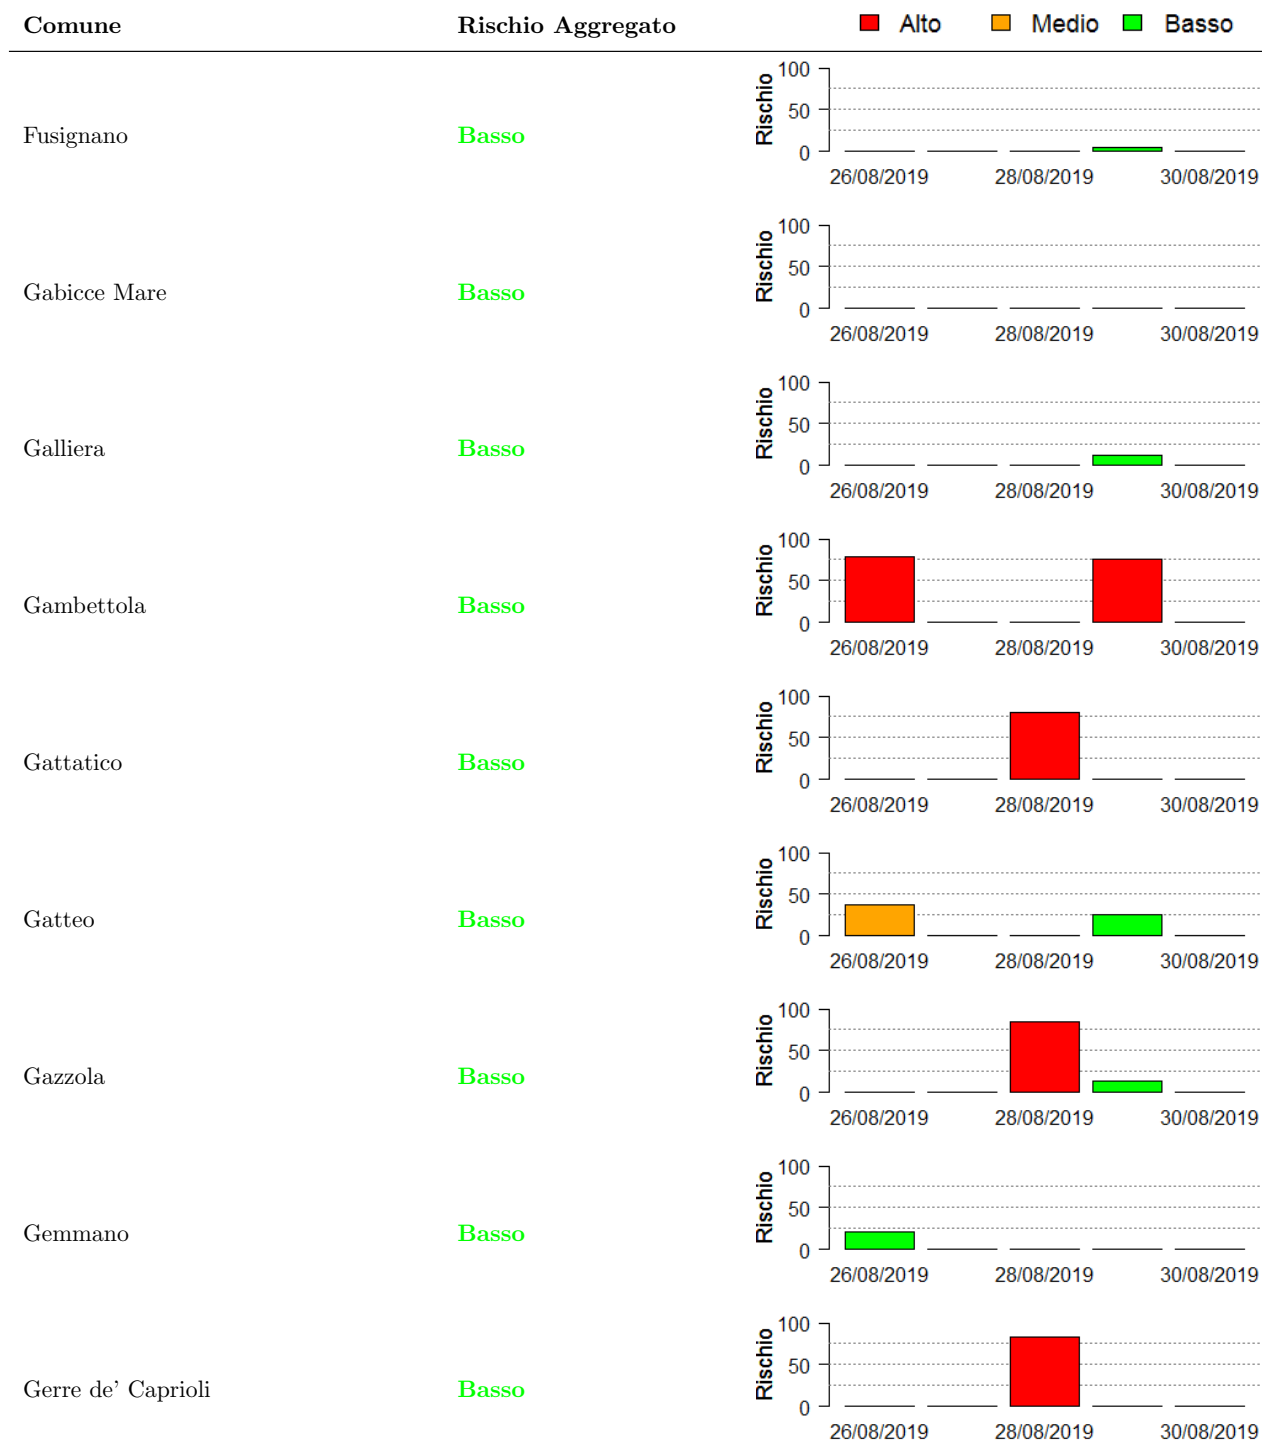 Comune Rischio Aggregato Alto Medio Basso
Fusignano Basso
Rischio
100
50
0
26/08/2019 28/08/2019 30/08/2019
Gabicce Mare Basso
Rischio
100
50
0
26/08/2019 28/08/2019 30/08/2019
Galliera Basso
Rischio
100
50
0
26/08/2019 28/08/2019 30/08/2019
Gambettola Basso
Rischio
100
50
0
26/08/2019 28/08/2019 30/08/2019
Gattatico Basso
Rischio
100
50
0
26/08/2019 28/08/2019 30/08/2019
Gatteo Basso
Rischio
100
50
0
26/08/2019 28/08/2019 30/08/2019
Gazzola Basso
Rischio
100
50
0
26/08/2019 28/08/2019 30/08/2019
Gemmano Basso
Rischio
100
50
0
26/08/2019 28/08/2019 30/08/2019
Gerre de' Caprioli Basso
Rischio
100
50
0
26/08/2019 28/08/2019 30/08/2019